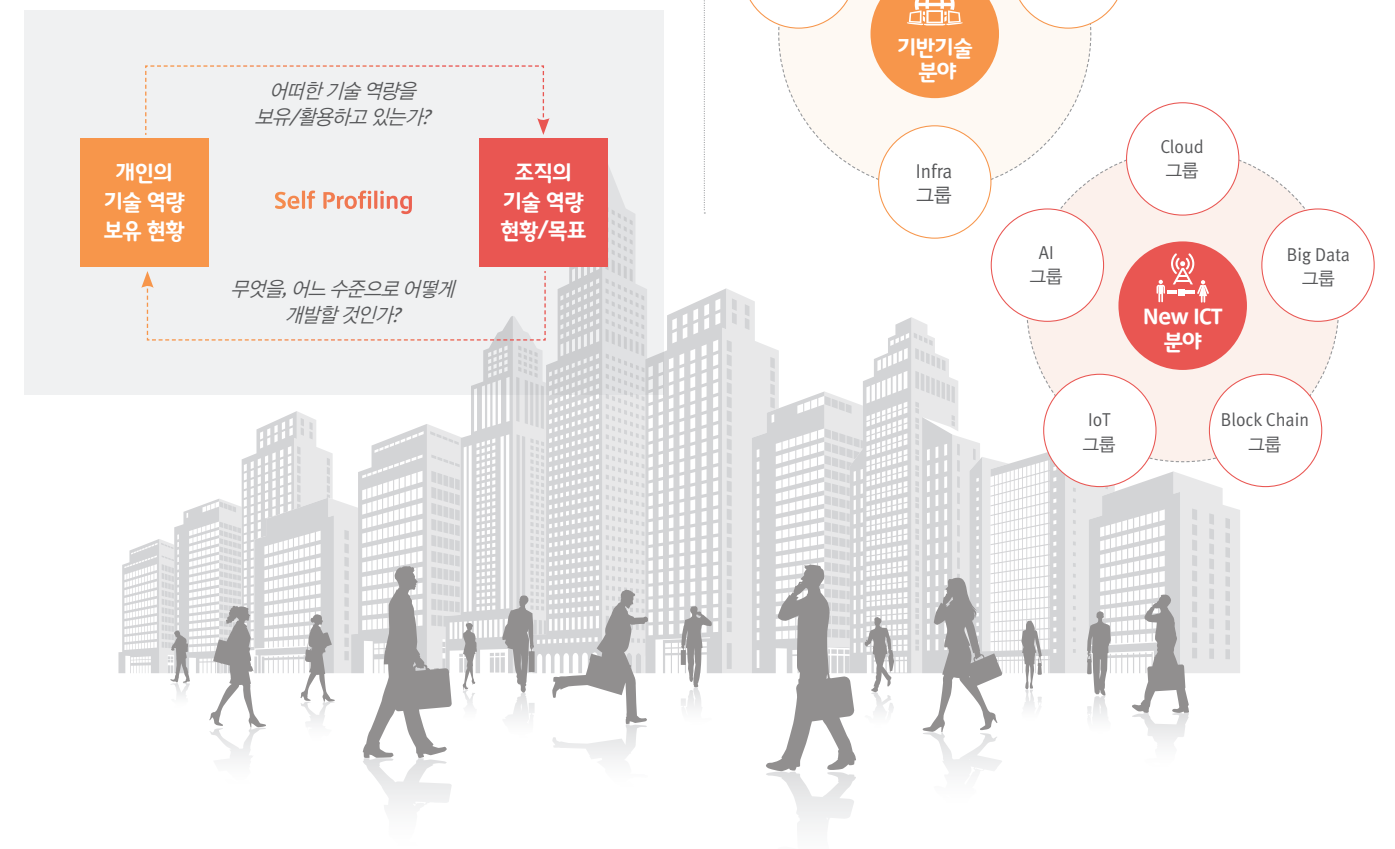 어떠한 기술 역량을
보유/활용하고 있는가?
개인의
기술 역량
보유 현황
Self Profiling
조직의
기술 역량
현황/목표
무엇을, 어느 수준으로 어떻게
개발할 것인가?
기반기술
분야
Infra
그룹
Cloud
그룹
AI
그룹
Big Data
그룹
New ICT
분야
IoT
그룹
Block Chain
그룹